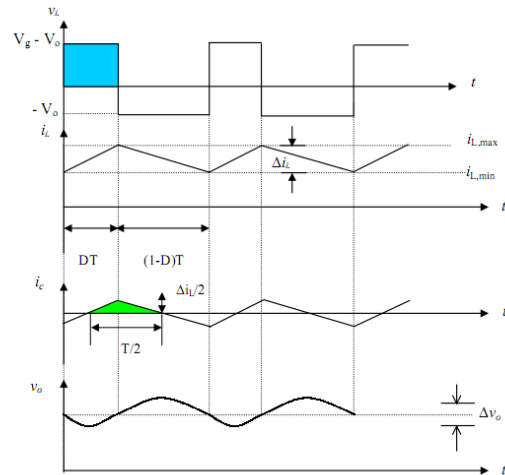 v_L
V_g - V_o
t
- V_o
i_L
i_L,max
Δi_L
i_L,min
t
DT (1-D)T
i_c
Δi_L/2
t
T/2
v_o
Δv_o
t